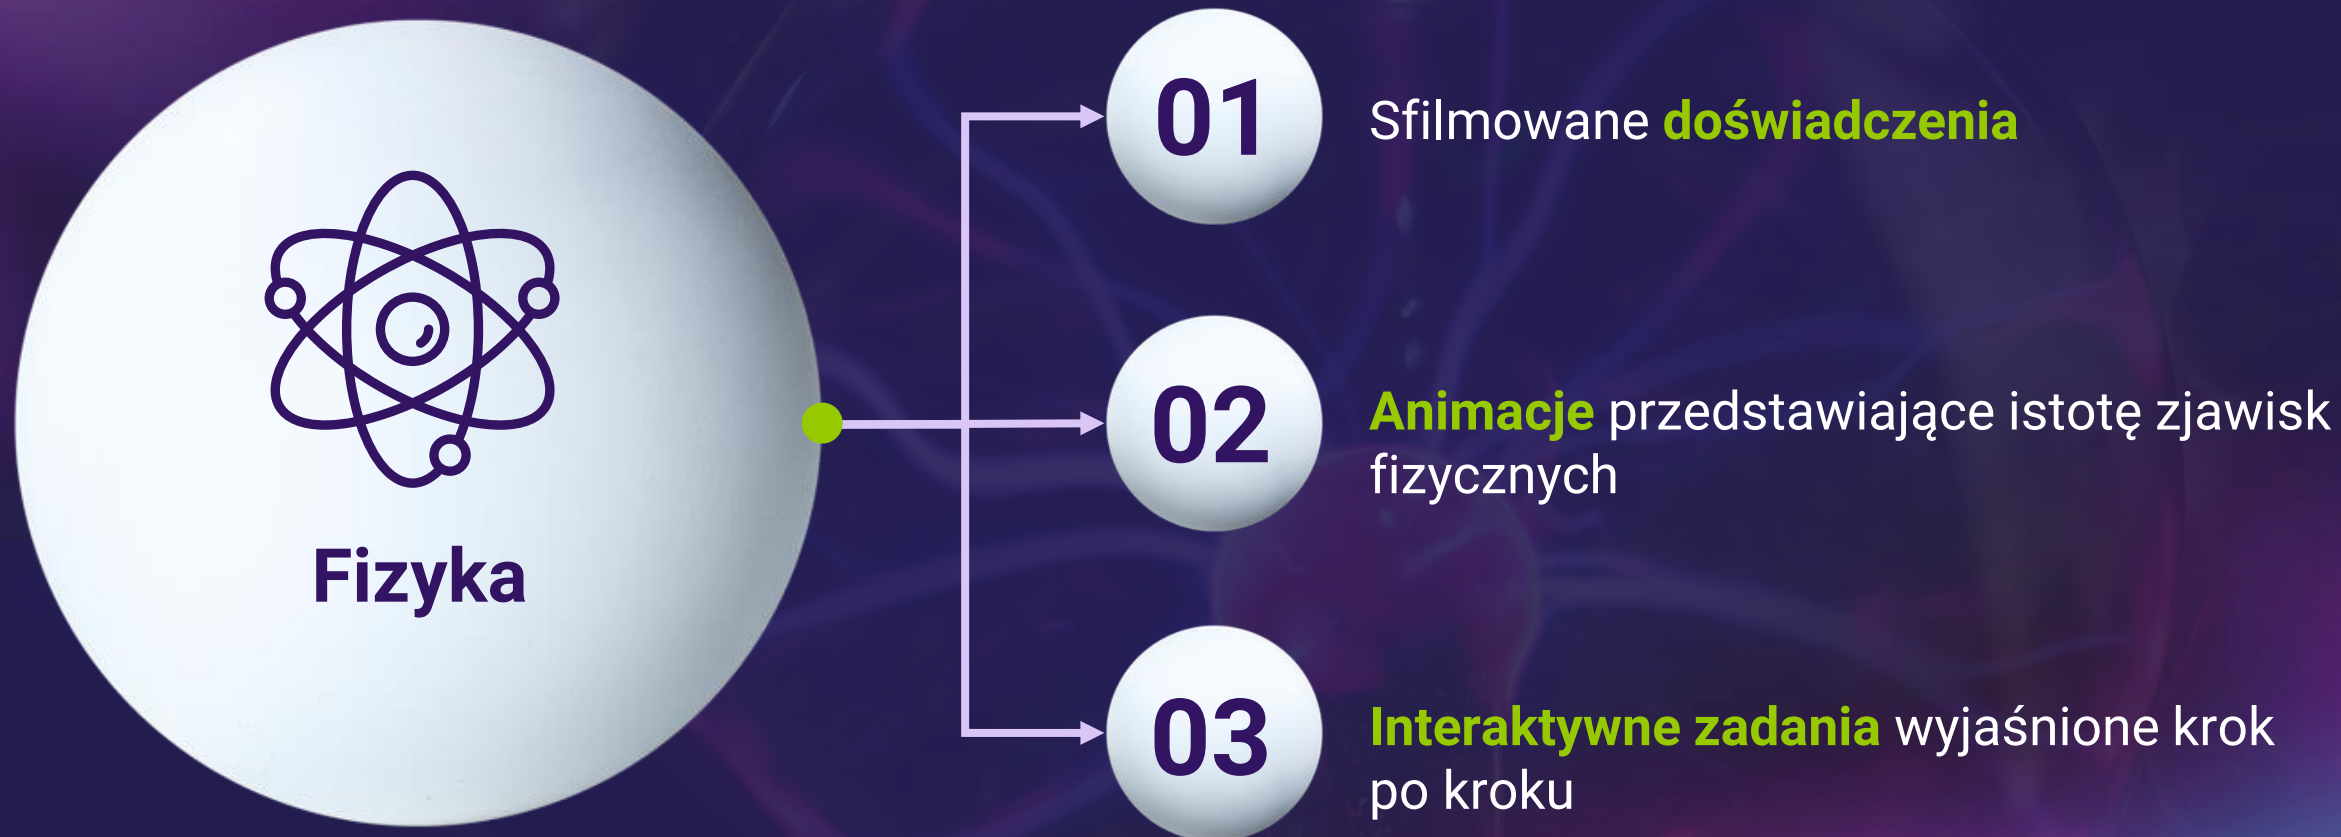 Fizyka
01
Sfilmowane doświadczenia
02
Animacje przedstawiające istotę zjawisk
fizycznych
03
Interaktywne zadania wyjaśnione krok
po kroku